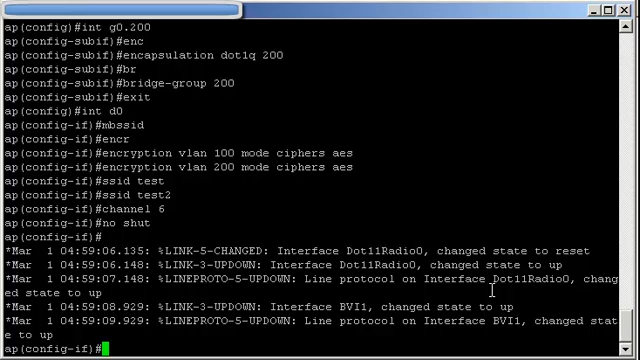 ap(config)#int g0.200
ap(config-subif)#enc
ap(config-subif)#encapsulation dot1q 200
ap(config-subif)#br
ap(config-subif)#bridge-group 200
ap(config-subif)#exit
ap(config)#int d0
ap(config-if)#mbssid
ap(config-if)#encr
ap(config-if)#encryption vlan 100 mode ciphers aes
ap(config-if)#encryption vlan 200 mode ciphers aes
ap(config-if)#ssid test
ap(config-if)#ssid test2
ap(config-if)#channel 6
ap(config-if)#no shut
ap(config-if)#
*Mar  1 04:59:06.135: %LINK-5-CHANGED: Interface Dot11Radio0, changed state to reset
*Mar  1 04:59:06.148: %LINK-3-UPDOWN: Interface Dot11Radio0, changed state to up
*Mar  1 04:59:07.148: %LINEPROTO-5-UPDOWN: Line protocol on Interface Dot11Radio0, chang
ed state to up
*Mar  1 04:59:08.929: %LINK-3-UPDOWN: Interface BVI1, changed state to up
*Mar  1 04:59:09.929: %LINEPROTO-5-UPDOWN: Line protocol on Interface BVI1, changed stat
e to up
ap(config-if)#